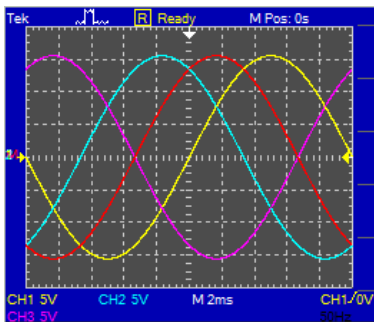 Tek R Ready M Pos: 0s
CH1 5V CH2 5V M 2ms CH1 / 0V
CH3 5V 50Hz